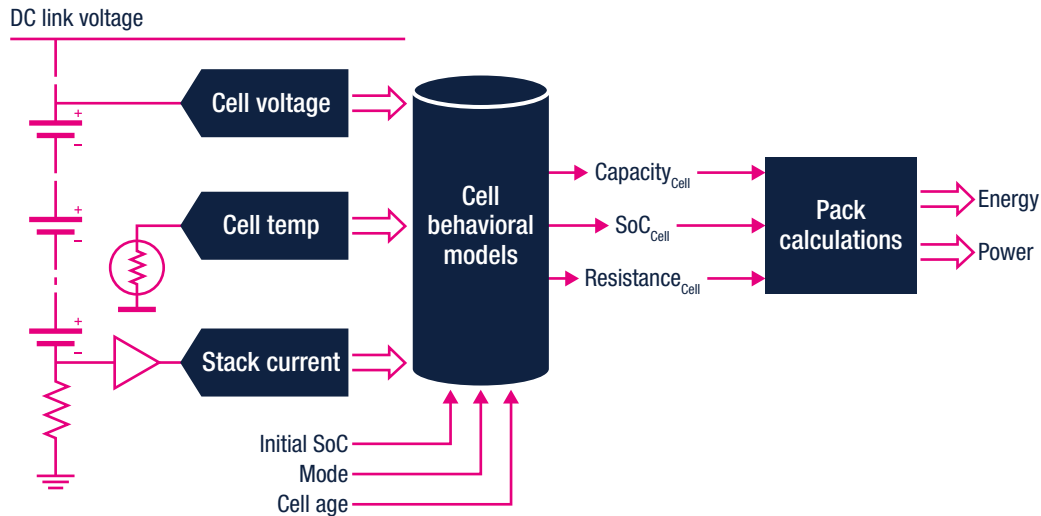 DC link voltage
Cell voltage
+
−
Cell temp
+
−
Stack current
+
−
Cell
behavioral
models
Capacity Cell
SoC Cell
Resistance Cell
Pack
calculations
Energy
Power
Initial SoC
Mode
Cell age